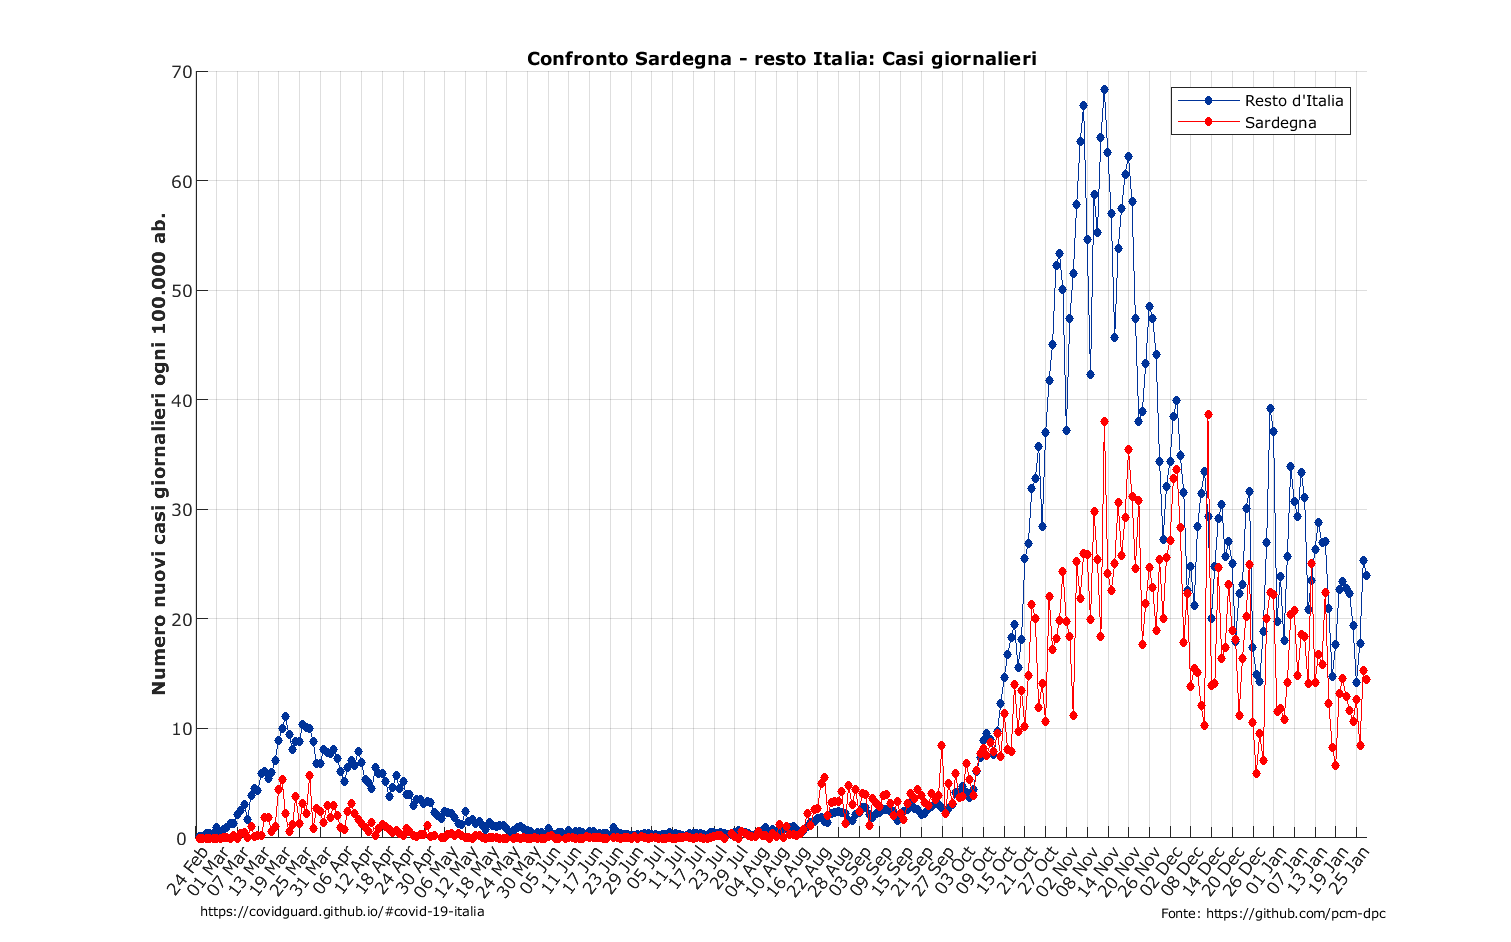 Confronto Sardegna - resto Italia: Casi giornalieri
Resto d'Italia
Sardegna
Numero nuovi casi giornalieri ogni 100.000 ab.
70
60
50
40
30
20
10
0
24 Feb
01 Mar
07 Mar
13 Mar
19 Mar
25 Mar
31 Mar
06 Apr
12 Apr
18 Apr
24 Apr
30 Apr
06 May
12 May
18 May
24 May
30 May
05 Jun
11 Jun
17 Jun
23 Jun
29 Jun
05 Jul
11 Jul
17 Jul
23 Jul
29 Jul
04 Aug
10 Aug
16 Aug
22 Aug
28 Aug
03 Sep
09 Sep
15 Sep
21 Sep
27 Sep
03 Oct
09 Oct
15 Oct
21 Oct
27 Oct
02 Nov
08 Nov
14 Nov
20 Nov
26 Nov
02 Dec
08 Dec
14 Dec
20 Dec
26 Dec
01 Jan
07 Jan
13 Jan
19 Jan
25 Jan
https://covidguard.github.io/#covid-19-italia
Fonte: https://github.com/pcm-dpc